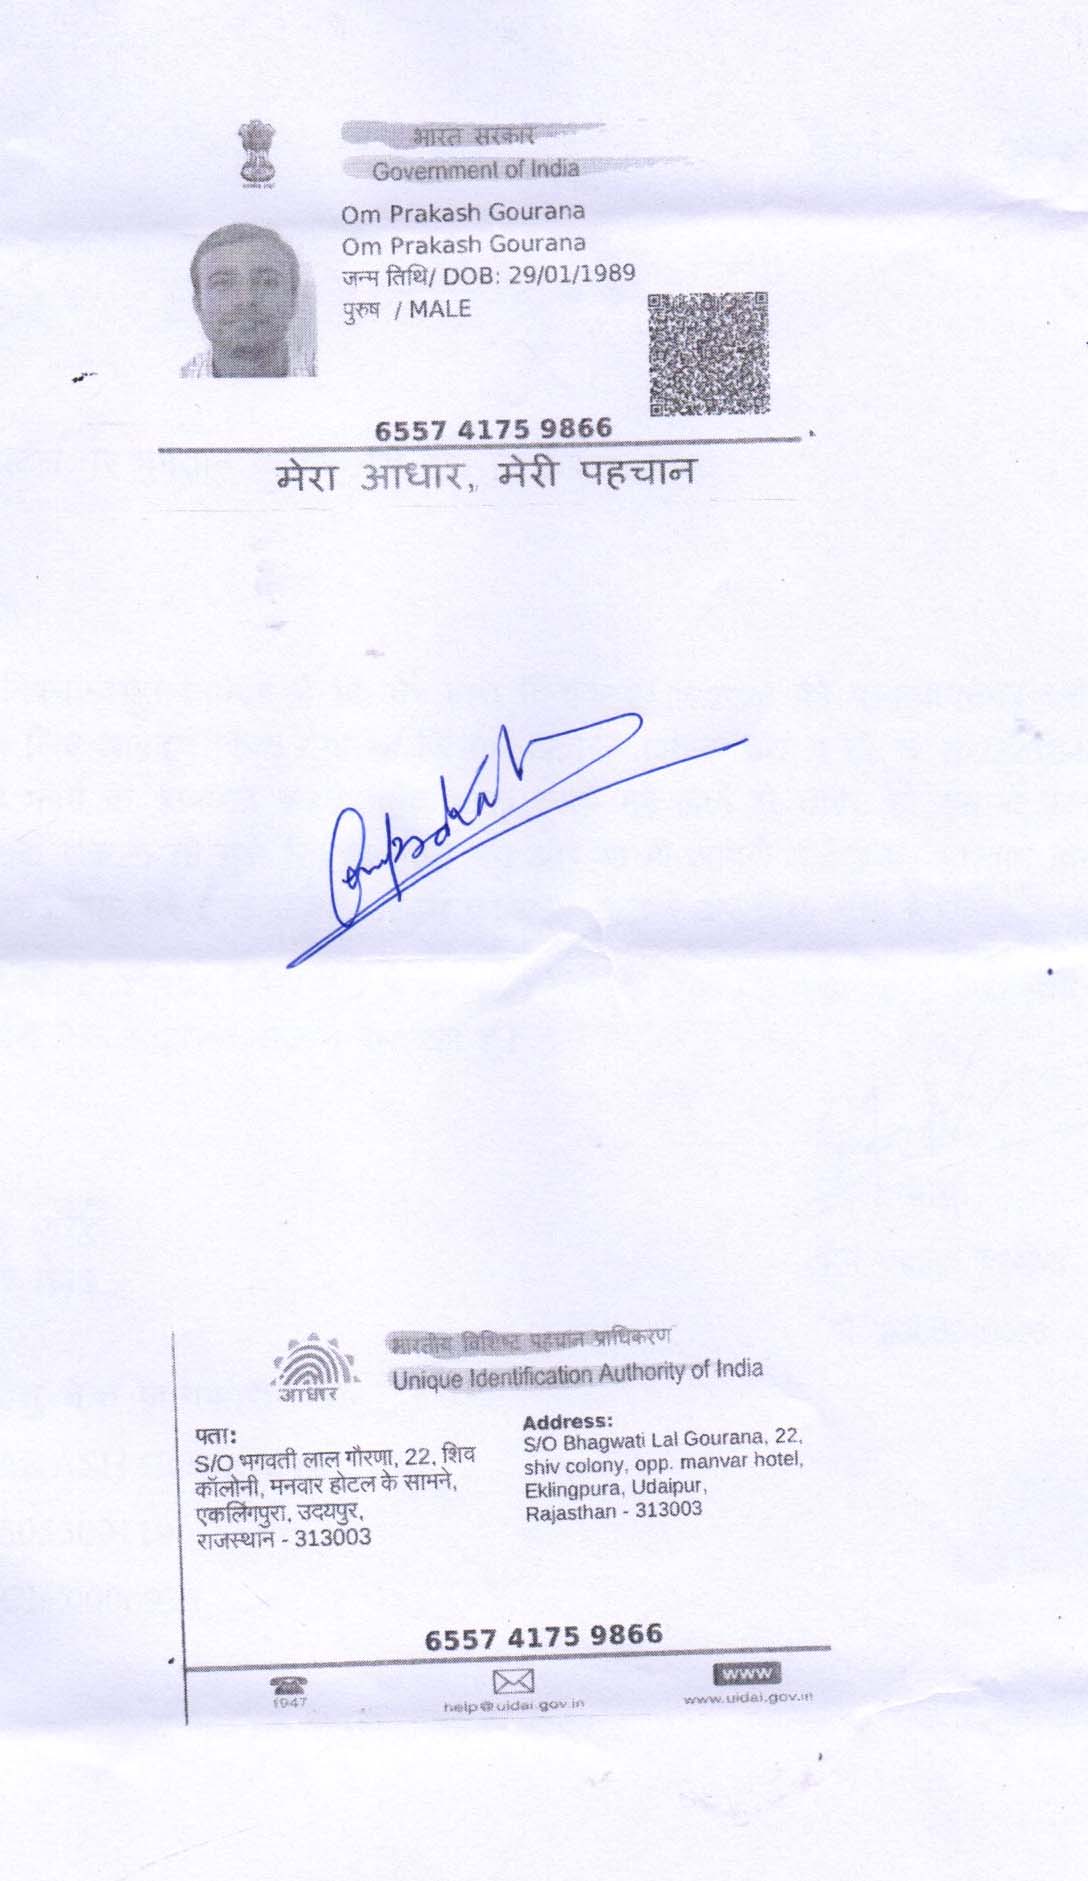 भारत सरकार
Government of India
Om Prakash Gourana
Om Prakash Gourana
जन्म तिथि/ DOB: 29/01/1989
पुरुष / MALE
6557 4175 9866
मेरा आधार, मेरी पहचान
Omprakash
भारतीय विशिष्ट पहचान प्राधिकरण
Unique Identification Authority of India
आधार
पता:
S/O भगवती लाल गौरणा, 22, शिव
कॉलोनी, मनवार होटल के सामने,
एकलिंगपुरा, उदयपुर,
राजस्थान - 313003
Address:
S/O Bhagwati Lal Gourana, 22,
shiv colony, opp. manvar hotel,
Eklingpura, Udaipur,
Rajasthan - 313003
6557 4175 9866
1947
help@uidai.gov.in
www
www.uidai.gov.in